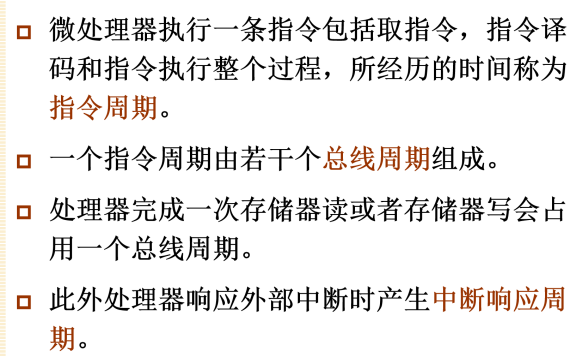 微处理器执行一条指令包括取指令，指令译
码和指令执行整个过程，所经历的时间称为
指令周期。
一个指令周期由若干个总线周期组成。
处理器完成一次存储器读或者存储器写会占
用一个总线周期。
此外处理器响应外部中断时产生中断响应周
期。